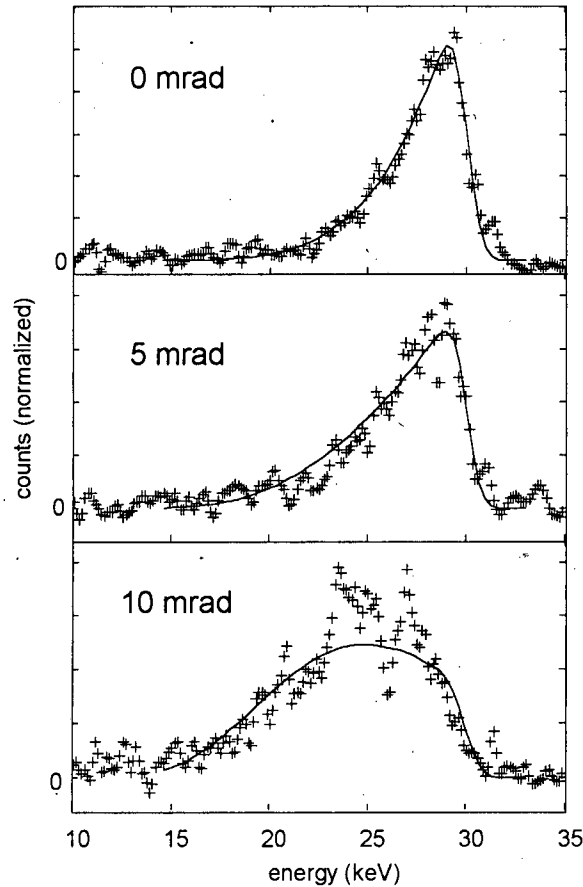 0 mrad
0
5 mrad
counts (normalized)
0
10 mrad
0
10 15 20 25 30 35
energy (keV)